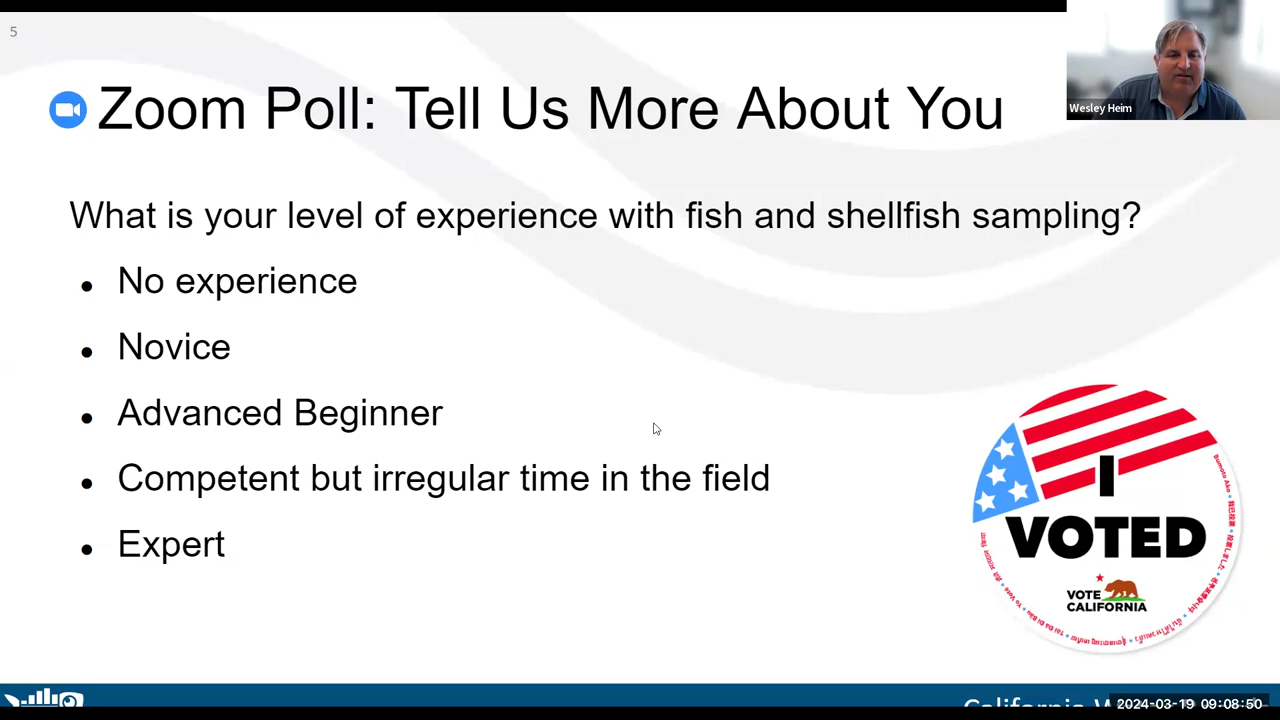 5
Wesley Heim
Zoom Poll: Tell Us More About You
What is your level of experience with fish and shellfish sampling?
No experience
Novice
Advanced Beginner
Competent but irregular time in the field
Expert
I
VOTED
VOTE
CALIFORNIA
California
2024-03-19 09:08:50